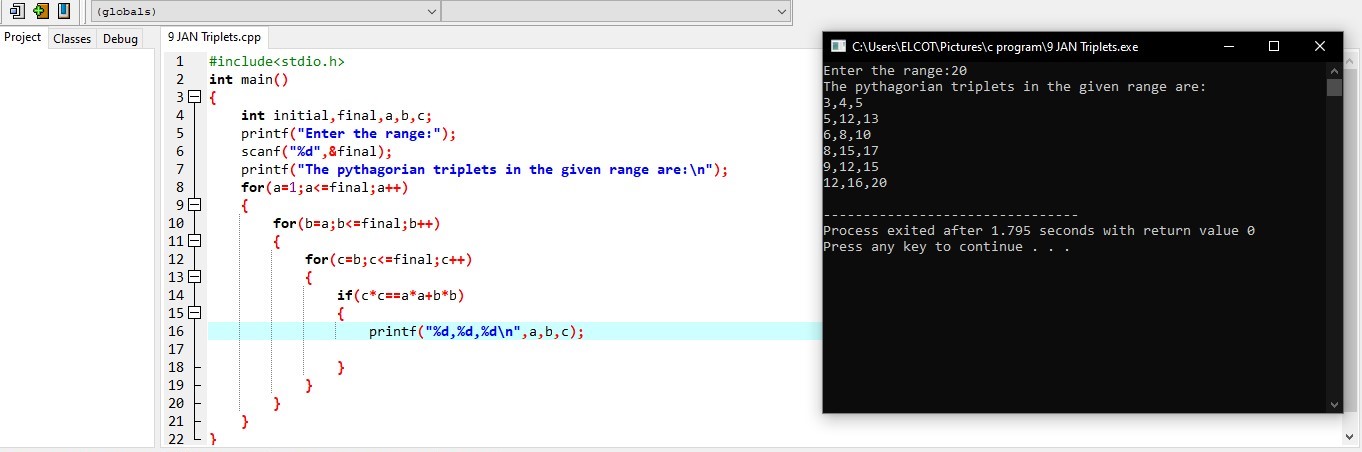 (globals)
Project Classes Debug
9 JAN Triplets.cpp
1 #include<stdio.h>
2 int main()
3 {
4 int initial,final,a,b,c;
5 printf("Enter the range:");
6 scanf("%d",&final);
7 printf("The pythagorian triplets in the given range are:\n");
8 for(a=1;a<=final;a++)
9 {
10 for(b=a;b<=final;b++)
11 {
12 for(c=b;c<=final;c++)
13 {
14 if(c*c==a*a+b*b)
15 {
16 printf("%d,%d,%d\n",a,b,c);
17
18 }
19 }
20 }
21 }
22 }
C:\Users\ELCOT\Pictures\c program\9 JAN Triplets.exe
Enter the range:20
The pythagorian triplets in the given range are:
3,4,5
5,12,13
6,8,10
8,15,17
9,12,15
12,16,20
--------------------------------
Process exited after 1.795 seconds with return value 0
Press any key to continue . . .